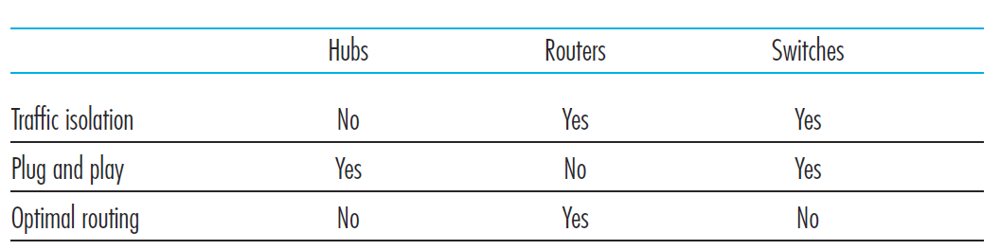 Hubs Routers Switches
Traffic isolation No Yes Yes
Plug and play Yes No Yes
Optimal routing No Yes No